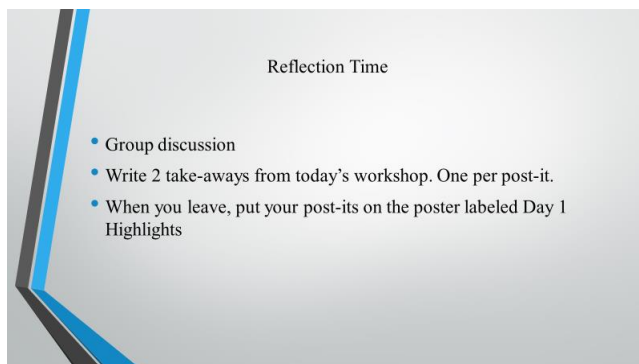 Reflection Time
• Group discussion
• Write 2 take-aways from today’s workshop. One per post-it.
• When you leave, put your post-its on the poster labeled Day 1
Highlights